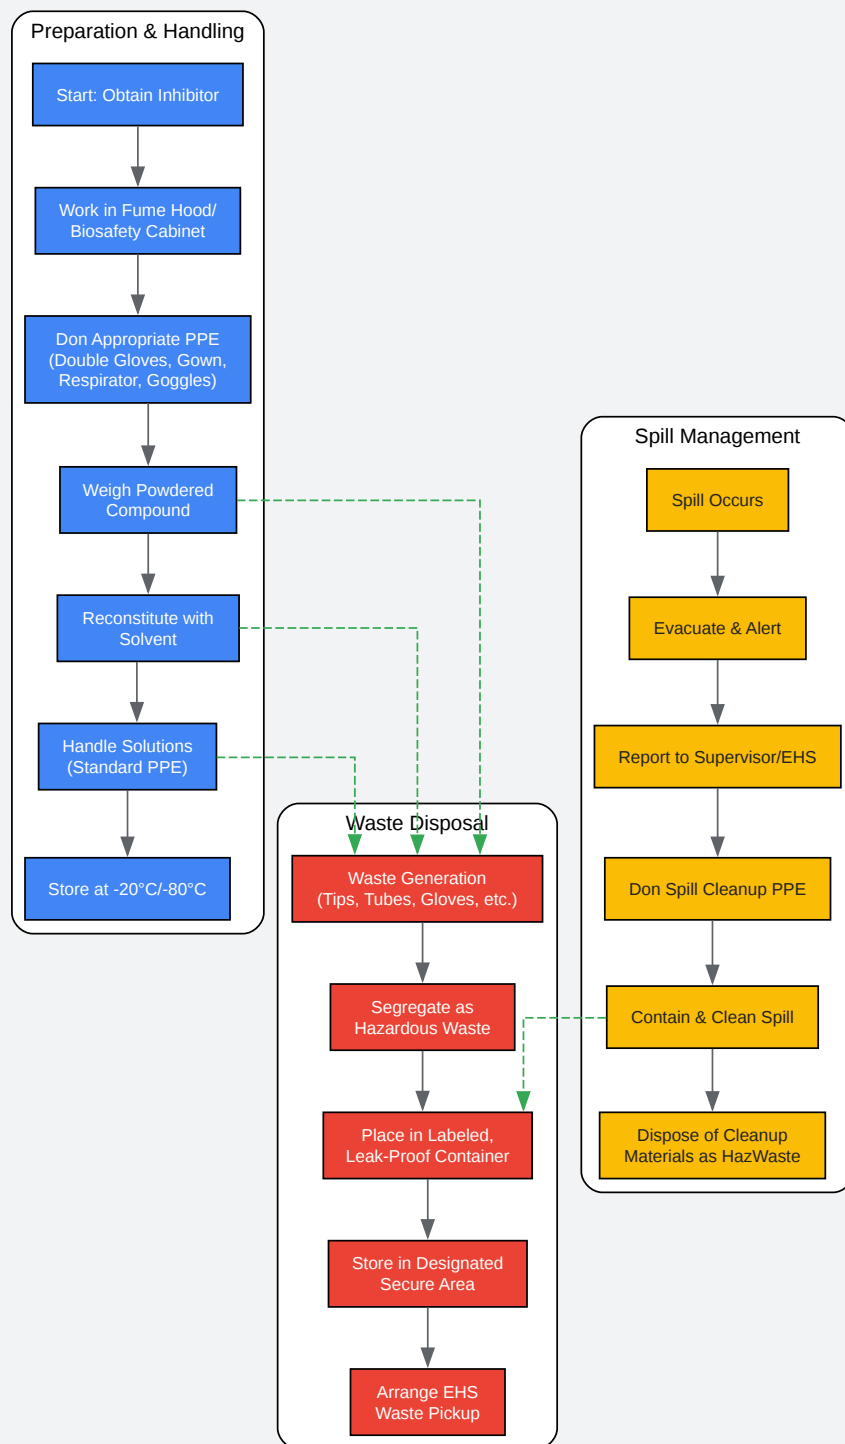 Preparation & Handling
Start: Obtain Inhibitor
Work in Fume Hood/
Biosafety Cabinet
Don Appropriate PPE
(Double Gloves, Gown,
Respirator, Goggles)
Weigh Powdered
Compound
Reconstitute with
Solvent
Handle Solutions
(Standard PPE)
Store at -20°C/-80°C
Waste Disposal
Waste Generation
(Tips, Tubes, Gloves, etc.)
Segregate as
Hazardous Waste
Place in Labeled,
Leak-Proof Container
Store in Designated
Secure Area
Arrange EHS
Waste Pickup
Spill Management
Spill Occurs
Evacuate & Alert
Report to Supervisor/EHS
Don Spill Cleanup PPE
Contain & Clean Spill
Dispose of Cleanup
Materials as HazWaste